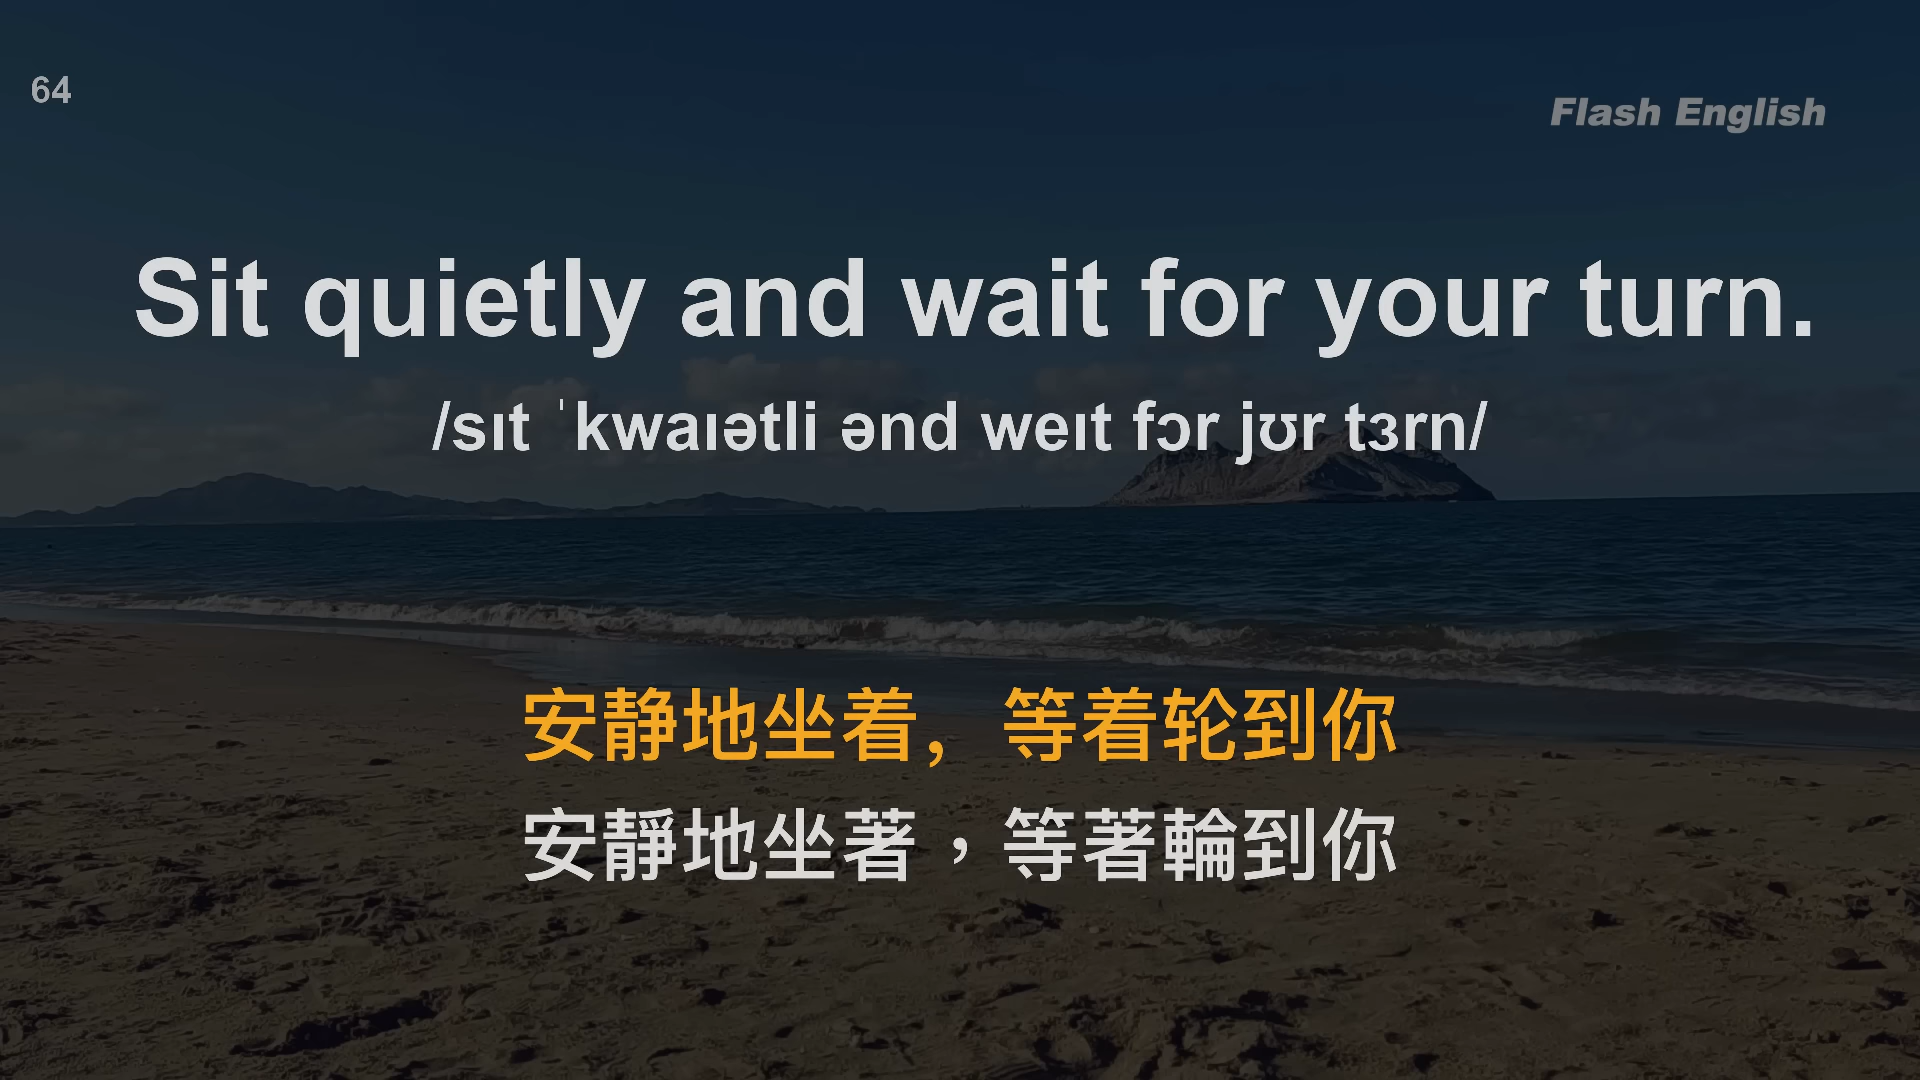 64
Flash English
Sit quietly and wait for your turn.
/sɪt ˈkwaɪətli ənd weɪt fɔr jʊr tɜrn/
安静地坐着，等着轮到你
安靜地坐著，等著輪到你